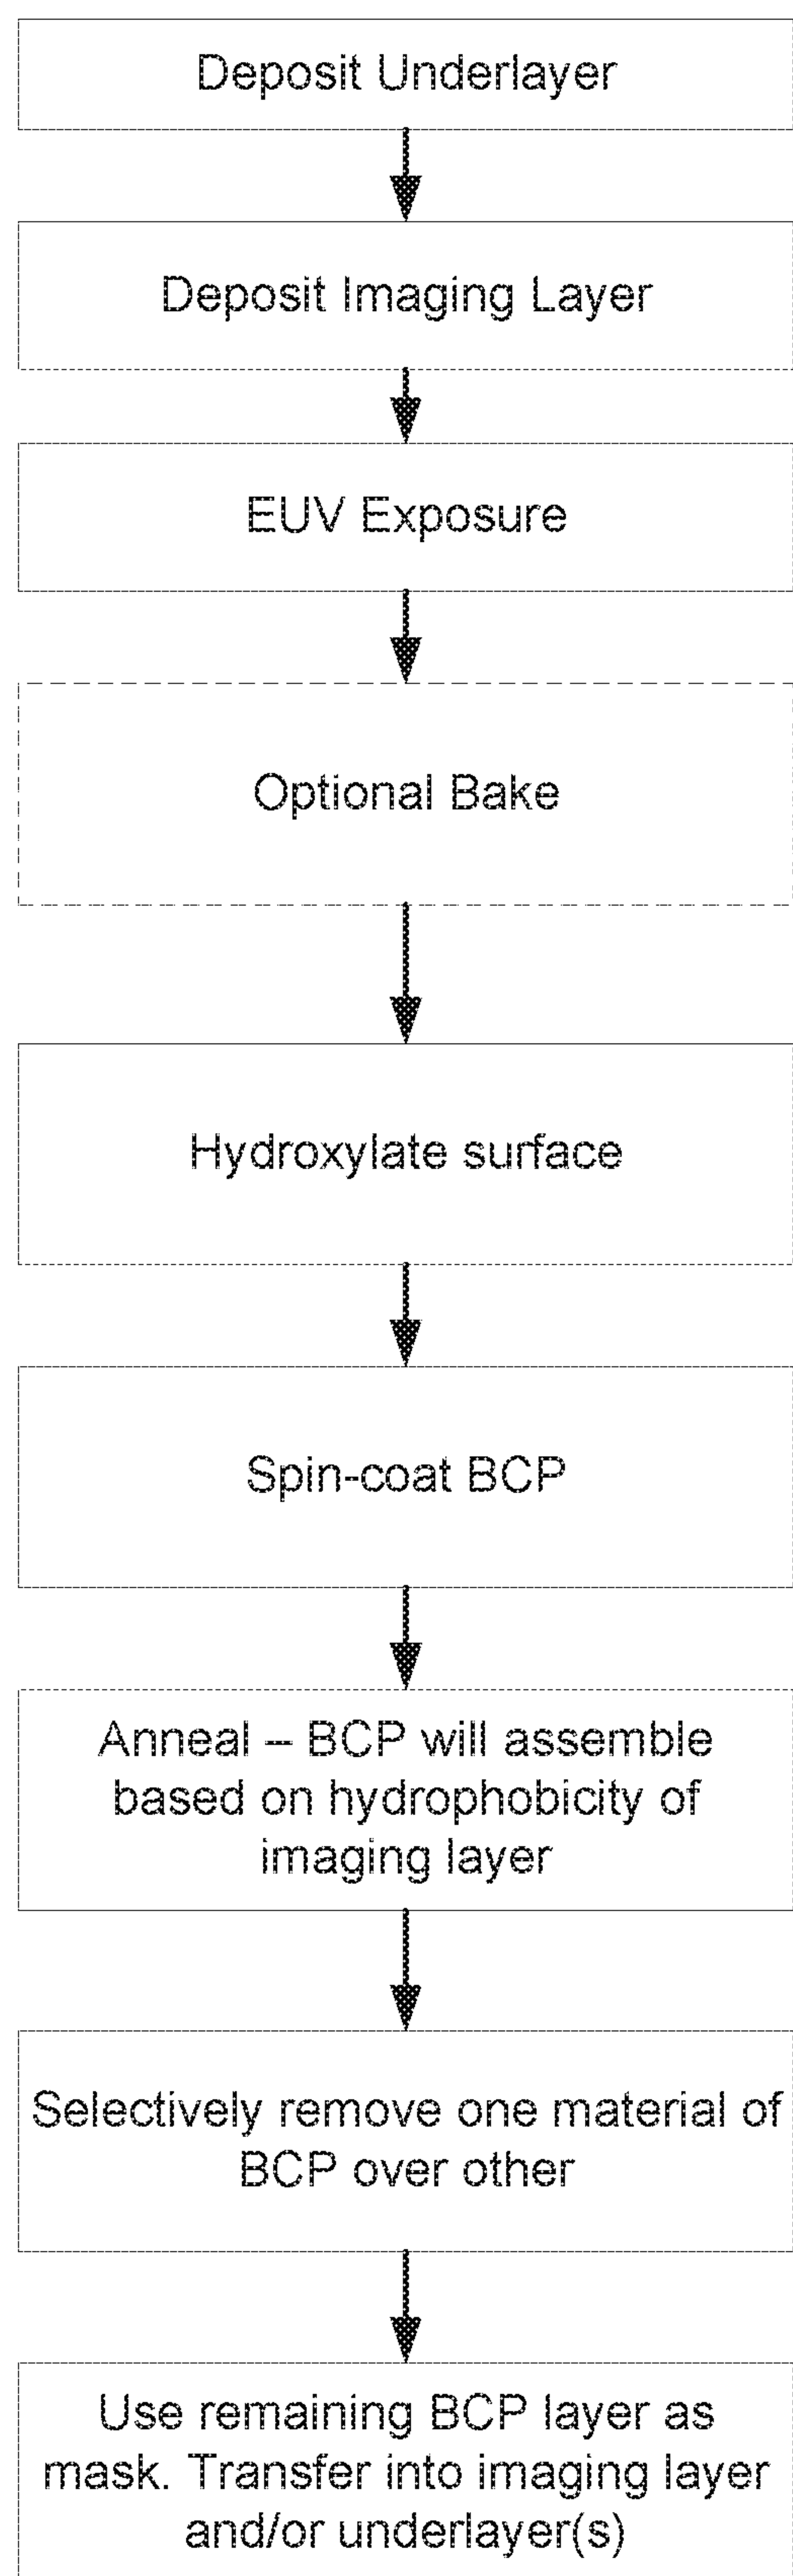 Deposit Underlayer
Deposit Imaging Layer
EUV Exposure
Optional Bake
Hydroxylate surface
Spin-coat BCP
Anneal – BCP will assemble
based on hydrophobicity of
imaging layer
Selectively remove one material of
BCP over other
Use remaining BCP layer as
mask. Transfer into imaging layer
and/or underlayer(s)